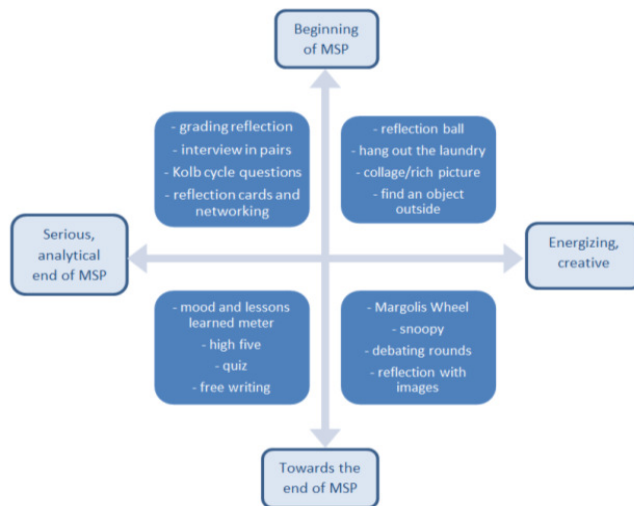 Beginning
of MSP
- grading reflection
- interview in pairs
- Kolb cycle questions
- reflection cards and
networking
- reflection ball
- hang out the laundry
- collage/rich picture
- find an object
outside
Serious,
analytical
end of MSP
Energizing,
creative
- mood and lessons
learned meter
- high five
- quiz
- free writing
- Margolis Wheel
- snoopy
- debating rounds
- reflection with
images
Towards the
end of MSP